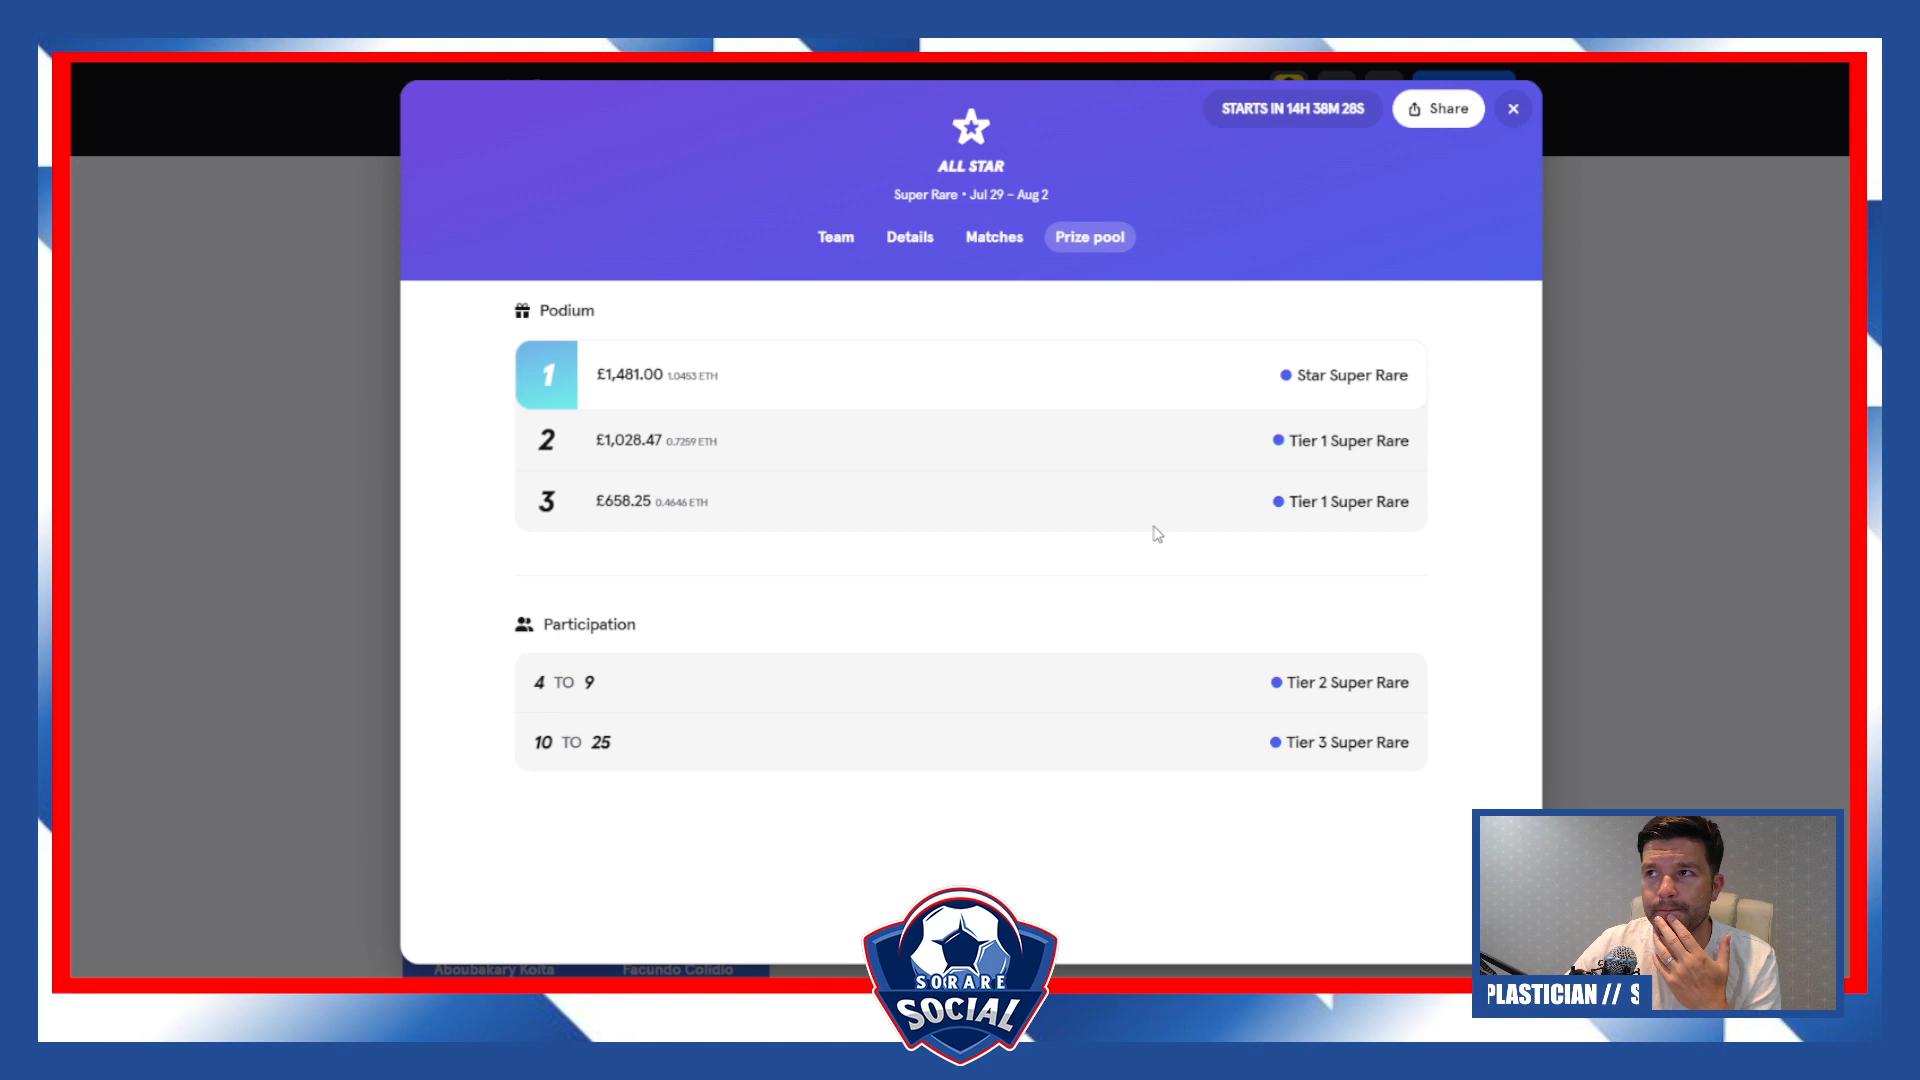 STARTS IN 14H 38M 28S
Share
ALL STAR
Super Rare • Jul 29 – Aug 2
Team Details Matches Prize pool
Podium
1 £1,481.00 1.0453 ETH Star Super Rare
2 £1,028.47 0.7259 ETH Tier 1 Super Rare
3 £658.25 0.4646 ETH Tier 1 Super Rare
Participation
4 TO 9 Tier 2 Super Rare
10 TO 25 Tier 3 Super Rare
Aboubakary Koita Facundo Colidio
SORARE
SOCIAL
PLASTICIAN // S